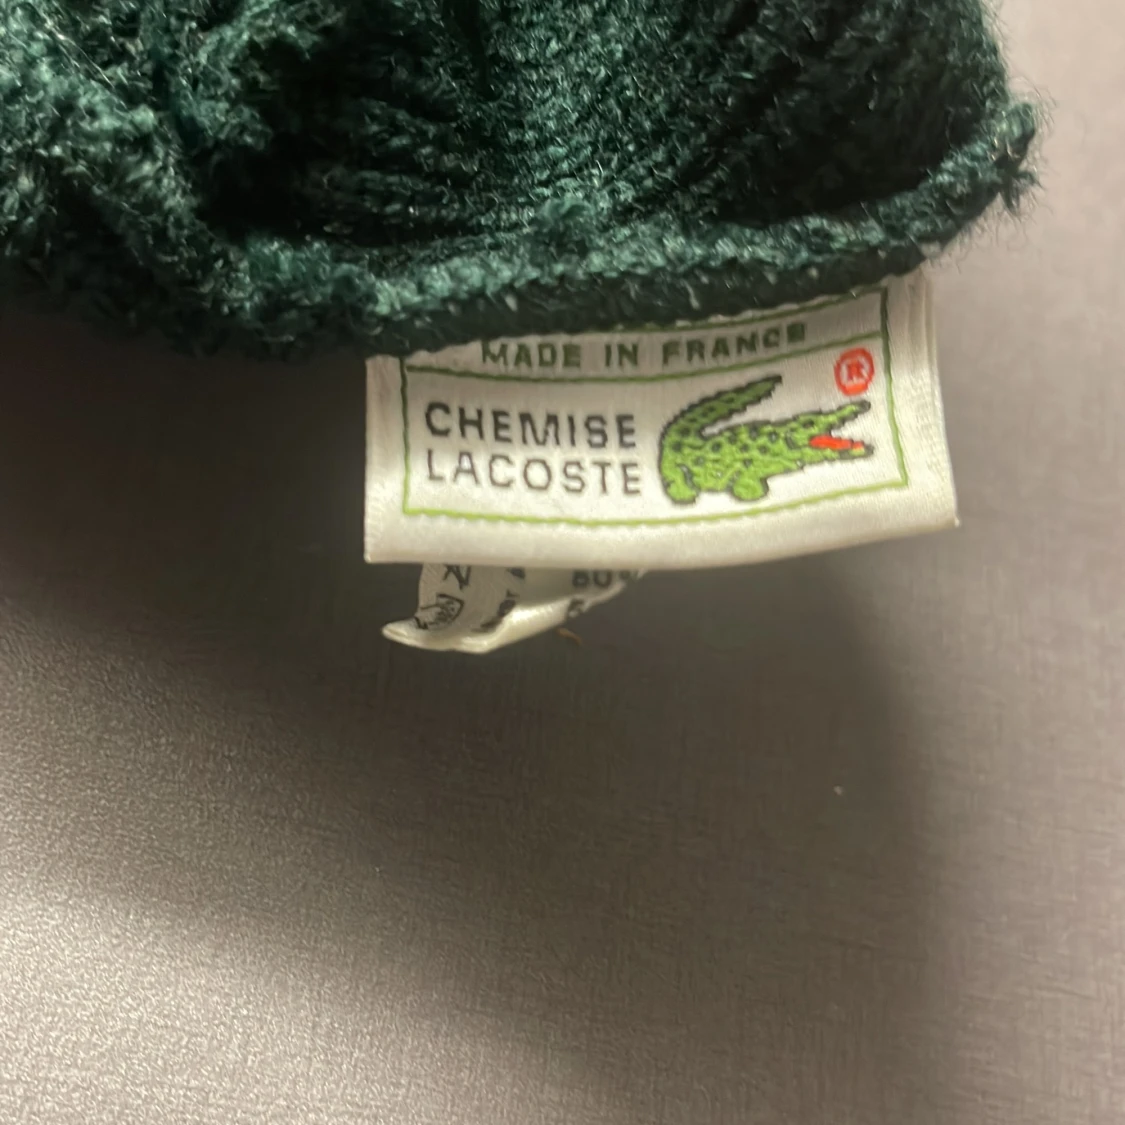 MADE IN FRANCE
®
CHEMISE
LACOSTE